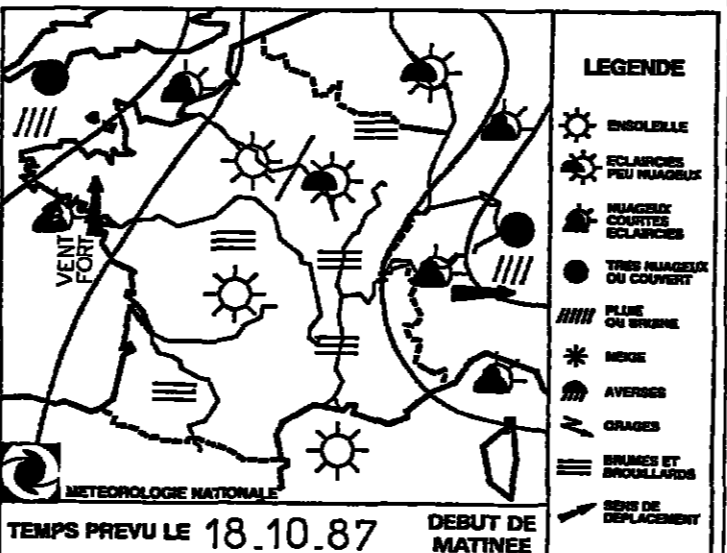 VENT
FORT
METEOROLOGIE NATIONALE
TEMPS PREVU LE 18.10.87
DEBUT DE
MATINEE
LEGENDE
ENSOLEILLE
ECLAIRCIES
PEU NUAGEUX
NUAGEUX
COURTES
ECLAIRCIES
TRES NUAGEUX
OU COUVERT
PLUIE
OU BRUINE
NEIGE
AVERSES
ORAGES
BRUMES ET
BROUILLARDS
SENS DE
DEPLACEMENT